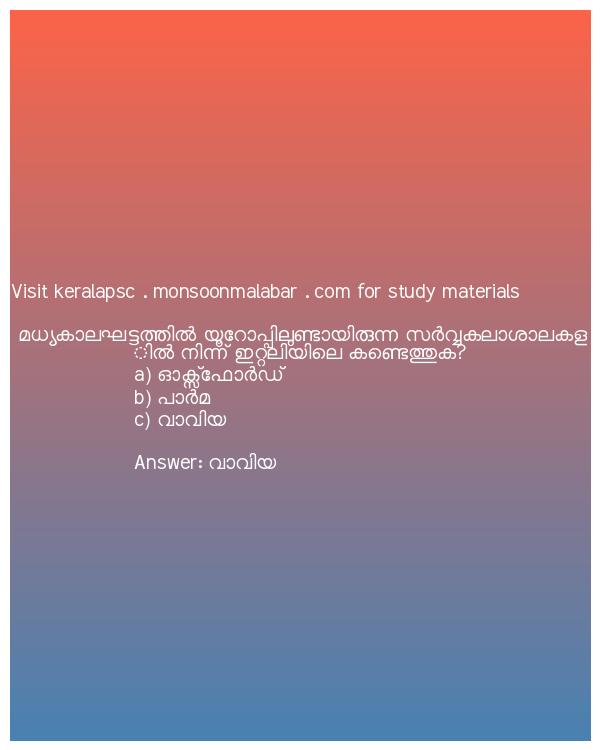 Visit keralapsc . monsoonmalabar . com for study materials
മധ്യകാലഘട്ടത്തിൽ യൂറോപ്പിലുണ്ടായിരുന്ന സർവ്വകലാശാലകള
ിൽ നിന്ന് ഇറ്റലിയിലെ കണ്ടെത്തുക?
a) ഓക്സ്ഫോർഡ്
b) പാർമ
c) വാവിയ
Answer: വാവിയ